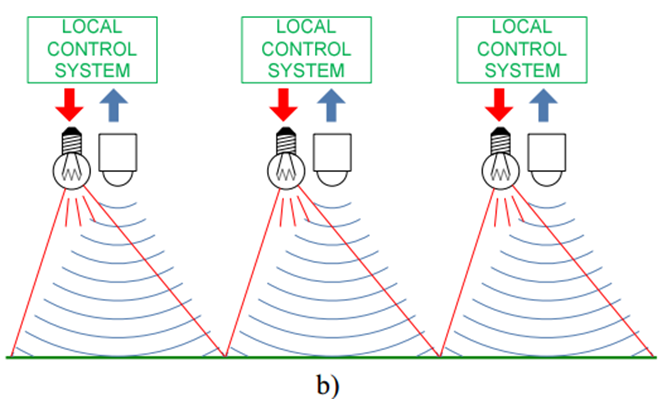 LOCAL
CONTROL
SYSTEM
LOCAL
CONTROL
SYSTEM
LOCAL
CONTROL
SYSTEM
b)